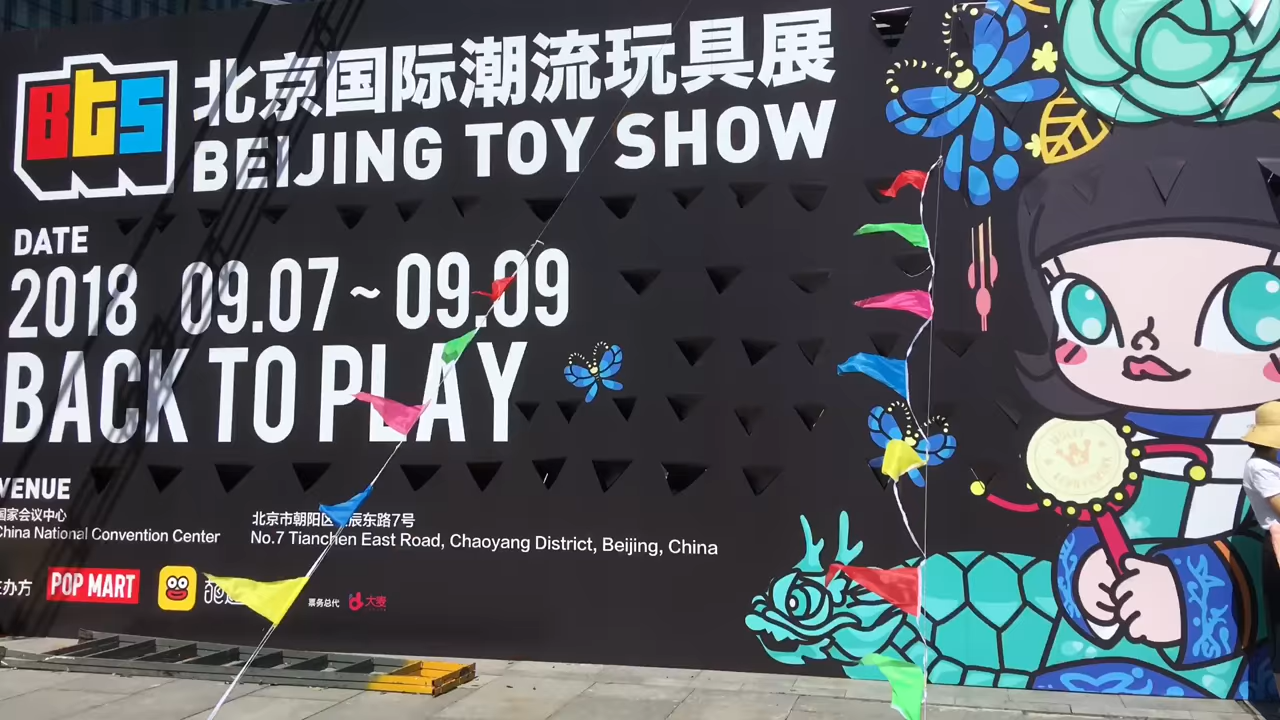 BTS
北京国际潮流玩具展
BEIJING TOY SHOW
DATE
2018 09.07~09.09
BACK TO PLAY
VENUE
国家会议中心
China National Convention Center
北京市朝阳区 辰东路7号
No.7 Tianchen East Road, Chaoyang District, Beijing, China
办方
POP MART
票务总代
大麦